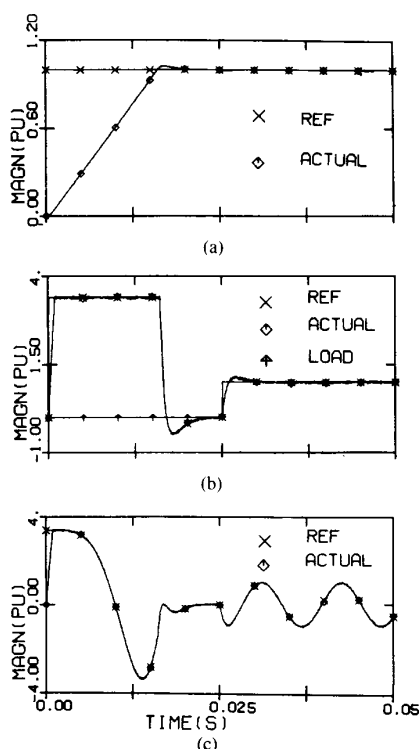 1.20
MAGN(PU)
0.60
0.00
REF
ACTUAL
(a)
4.
MAGN(PU)
1.50
-1.00
REF
ACTUAL
LOAD
(b)
4.
MAGN(PU)
0.00
-4.00
REF
ACTUAL
0.00
0.025
0.05
TIME(S)
(c)